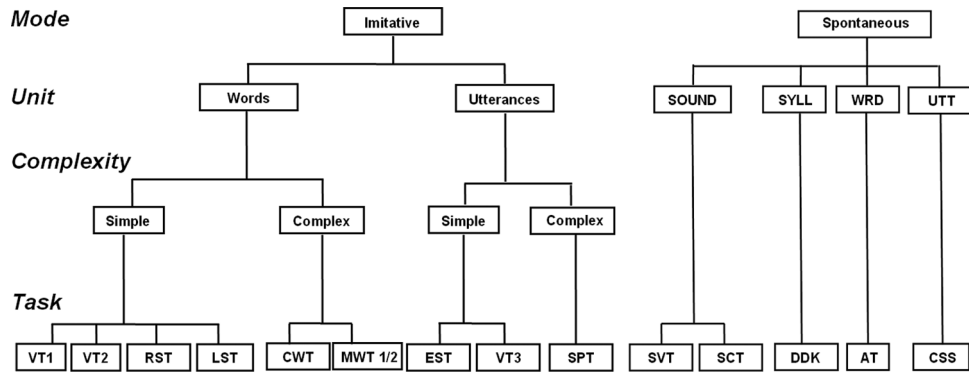 Mode Imitative Spontaneous
Unit Words Utterances SOUND SYLL WRD UTT
Complexity
Simple Complex Simple Complex
Task
VT1 VT2 RST LST CWT MWT 1/2 EST VT3 SPT SVT SCT DDK AT CSS